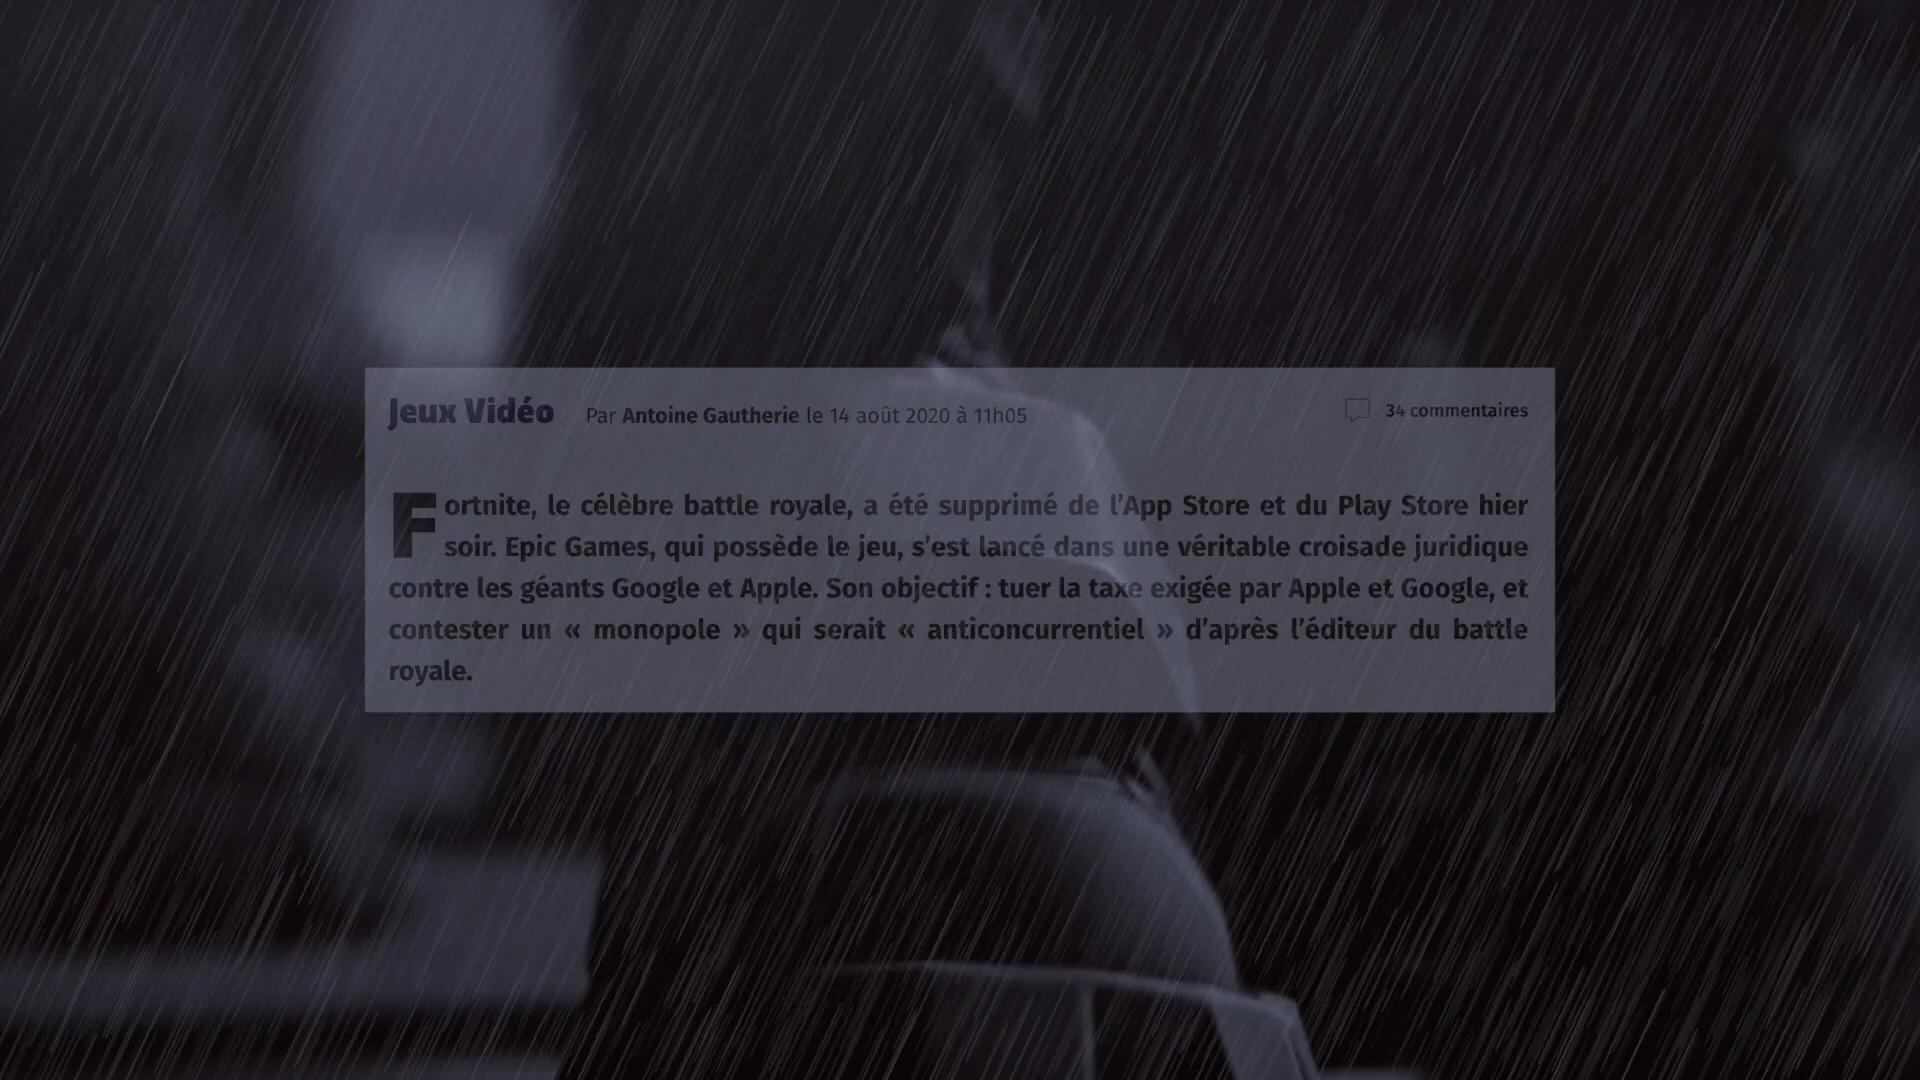 Jeux Vidéo Par Antoine Gautherie le 14 août 2020 à 11h05 34 commentaires
Fortnite, le célèbre battle royale, a été supprimé de l’App Store et du Play Store hier
soir. Epic Games, qui possède le jeu, s’est lancé dans une véritable croisade juridique
contre les géants Google et Apple. Son objectif : tuer la taxe exigée par Apple et Google, et
contester un « monopole » qui serait « anticoncurrentiel » d’après l’éditeur du battle
royale.